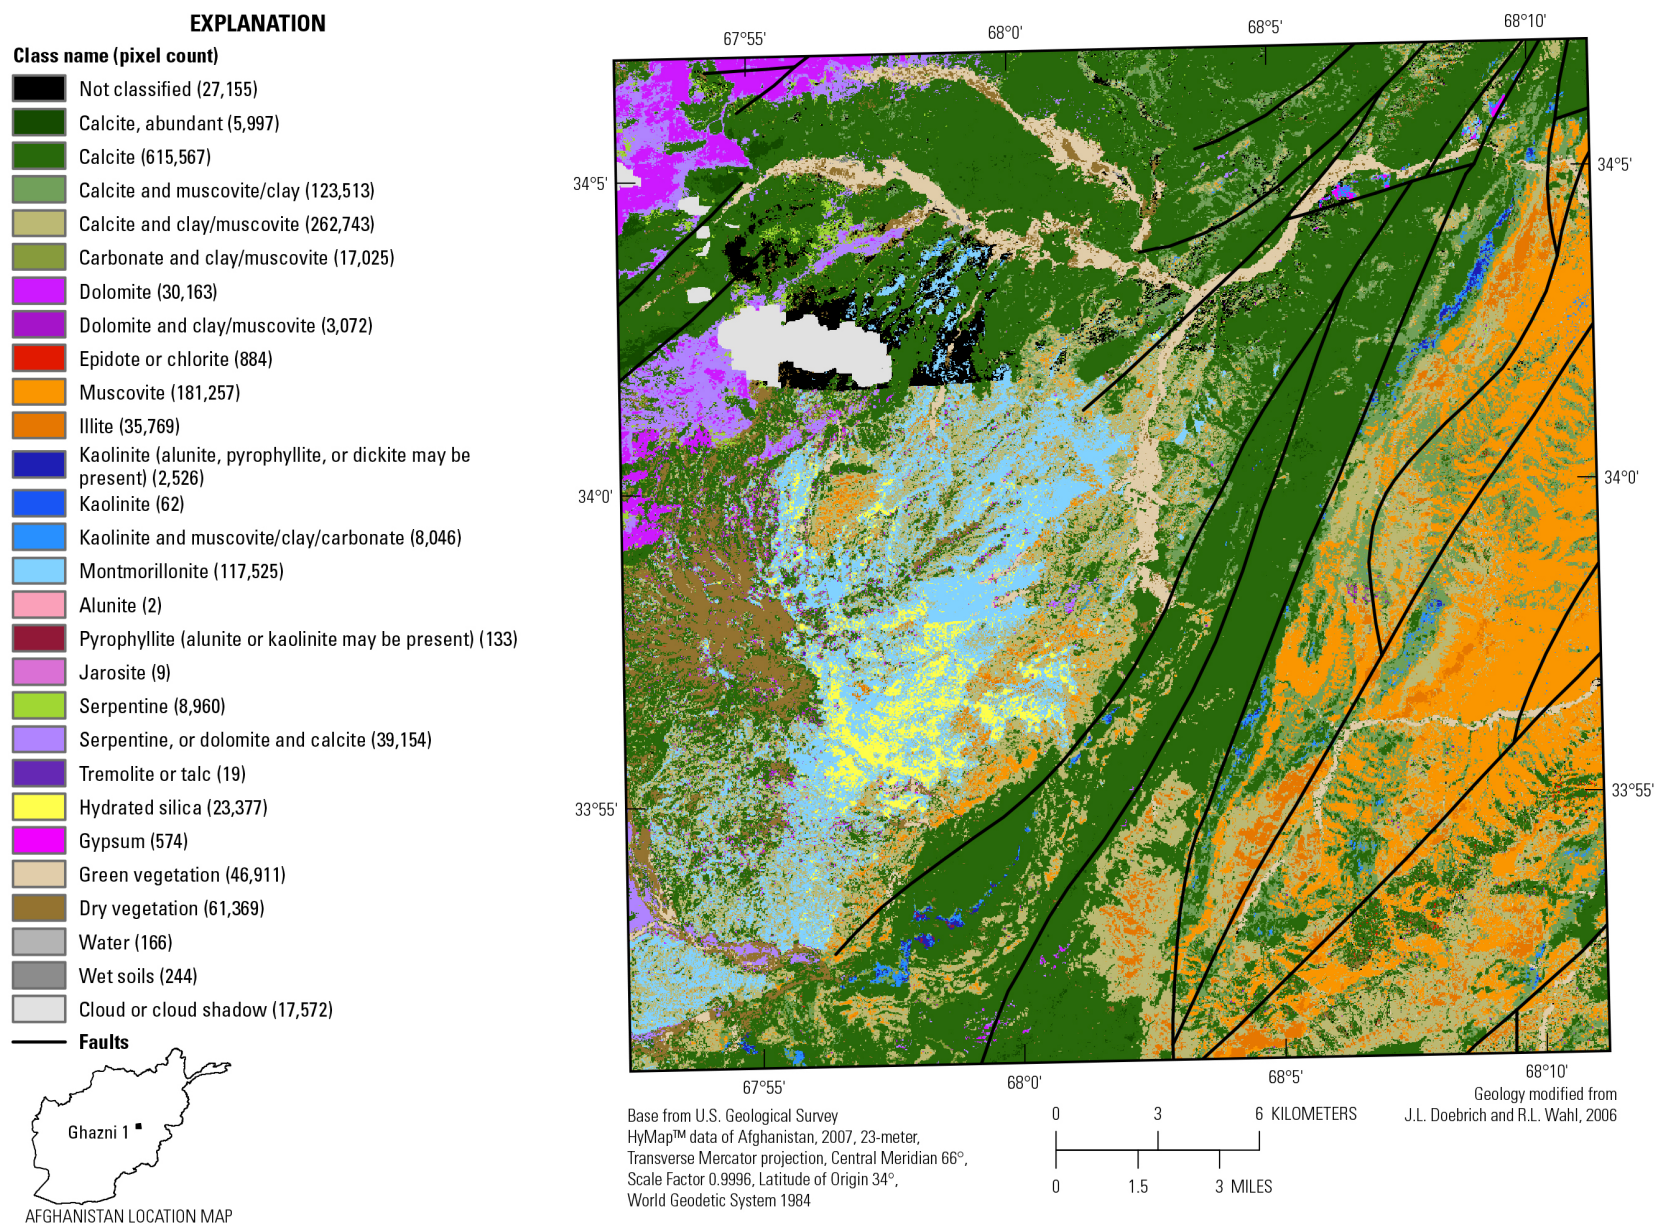 EXPLANATION
Class name (pixel count)
Not classified (27,155)
Calcite, abundant (5,997)
Calcite (615,567)
Calcite and muscovite/clay (123,513)
Calcite and clay/muscovite (262,743)
Carbonate and clay/muscovite (17,025)
Dolomite (30,163)
Dolomite and clay/muscovite (3,072)
Epidote or chlorite (884)
Muscovite (181,257)
Illite (35,769)
Kaolinite (alunite, pyrophyllite, or dickite may be
present) (2,526)
Kaolinite (62)
Kaolinite and muscovite/clay/carbonate (8,046)
Montmorillonite (117,525)
Alunite (2)
Pyrophyllite (alunite or kaolinite may be present) (133)
Jarosite (9)
Serpentine (8,960)
Serpentine, or dolomite and calcite (39,154)
Tremolite or talc (19)
Hydrated silica (23,377)
Gypsum (574)
Green vegetation (46,911)
Dry vegetation (61,369)
Water (166)
Wet soils (244)
Cloud or cloud shadow (17,572)
Faults
Ghazni 1
AFGHANISTAN LOCATION MAP
67°55'
68°0'
68°5'
68°10'
34°5'
34°5'
34°0'
34°0'
33°55'
33°55'
67°55'
68°0'
68°5'
68°10'
Base from U.S. Geological Survey
HyMap™ data of Afghanistan, 2007, 23-meter,
Transverse Mercator projection, Central Meridian 66°,
Scale Factor 0.9996, Latitude of Origin 34°,
World Geodetic System 1984
0 3 6 KILOMETERS
0 1.5 3 MILES
Geology modified from
J.L. Doebrich and R.L. Wahl, 2006